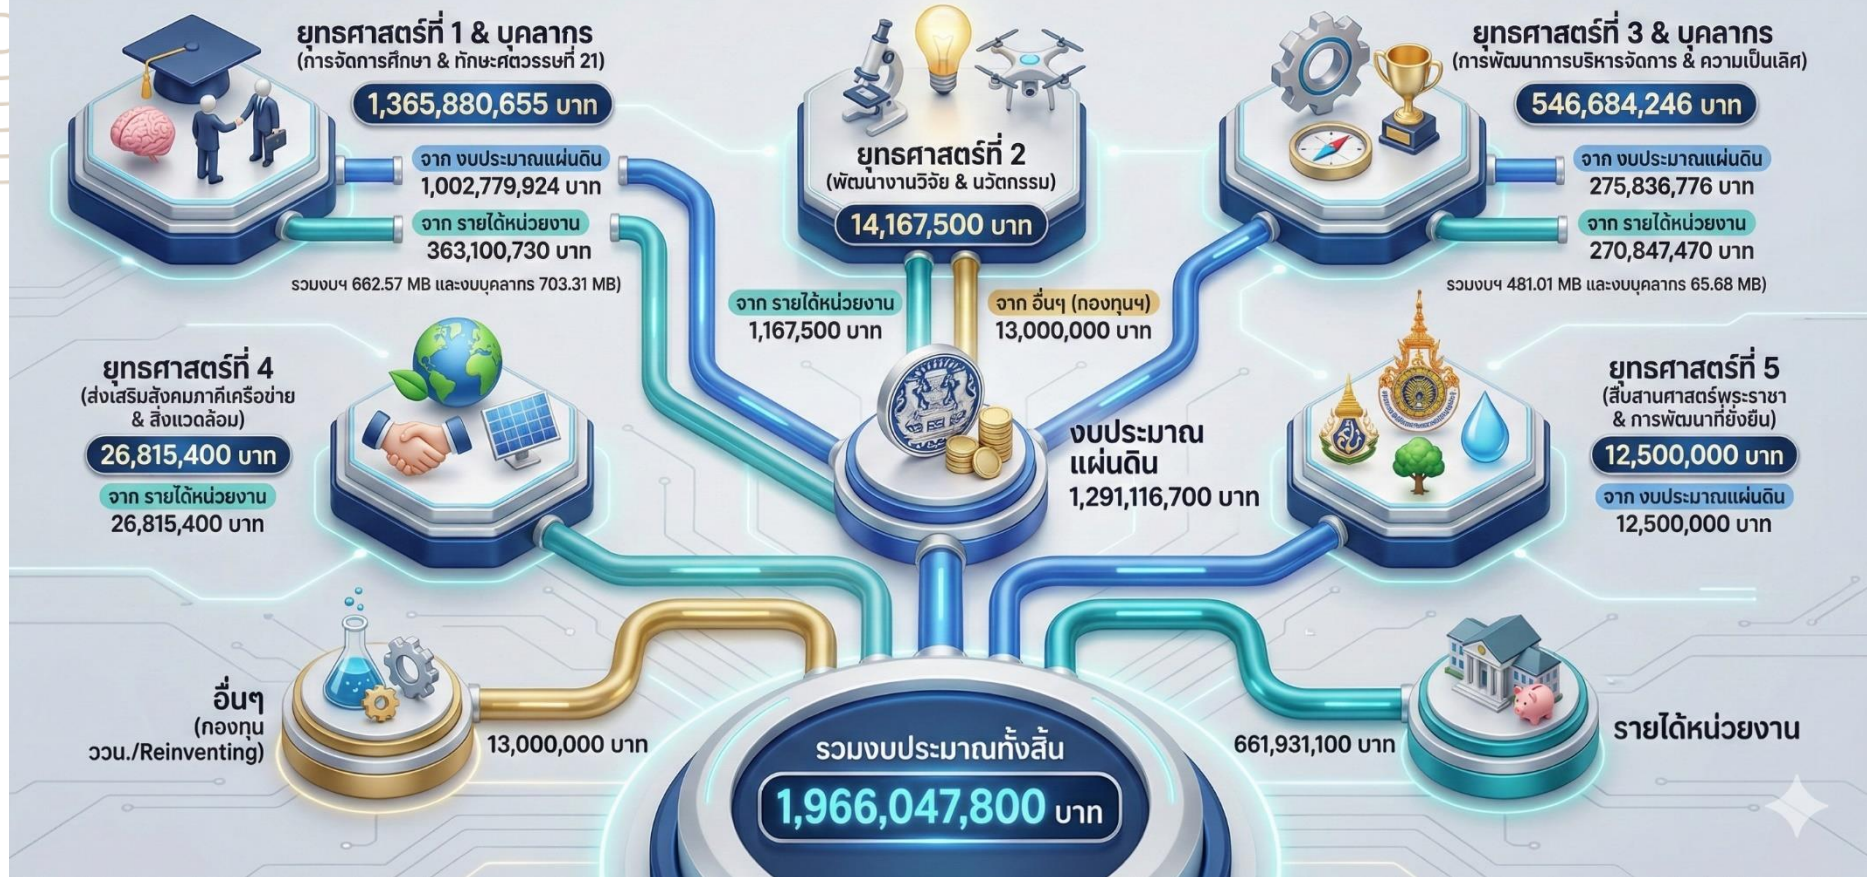 ยุทธศาสตร์ที่ 1 & บุคลากร
(การจัดการศึกษา & ทักษะศตวรรษที่ 21)
1,365,880,655 บาท
จาก งบประมาณแผ่นดิน
1,002,779,924 บาท
จาก รายได้หน่วยงาน
363,100,730 บาท
รวมงบฯ 662.57 MB และงบบุคลากร 703.31 MB)
ยุทธศาสตร์ที่ 2
(พัฒนางานวิจัย & นวัตกรรม)
14,167,500 บาท
จาก รายได้หน่วยงาน
1,167,500 บาท
จาก อื่นๆ (กองทุนฯ)
13,000,000 บาท
ยุทธศาสตร์ที่ 3 & บุคลากร
(การพัฒนาการบริหารจัดการ & ความเป็นเลิศ)
546,684,246 บาท
จาก งบประมาณแผ่นดิน
275,836,776 บาท
จาก รายได้หน่วยงาน
270,847,470 บาท
รวมงบฯ 481.01 MB และงบบุคลากร 65.68 MB)
ยุทธศาสตร์ที่ 4
(ส่งเสริมสังคมภาคีเครือข่าย
& สิ่งแวดล้อม)
26,815,400 บาท
จาก รายได้หน่วยงาน
26,815,400 บาท
งบประมาณ
แผ่นดิน
1,291,116,700 บาท
ยุทธศาสตร์ที่ 5
(สืบสานศาสตร์พระราชา
& การพัฒนาที่ยั่งยืน)
12,500,000 บาท
จาก งบประมาณแผ่นดิน
12,500,000 บาท
อื่นๆ
(กองทุน
ววน./Reinventing)
13,000,000 บาท
รวมงบประมาณทั้งสิ้น
1,966,047,800 บาท
661,931,100 บาท
รายได้หน่วยงาน